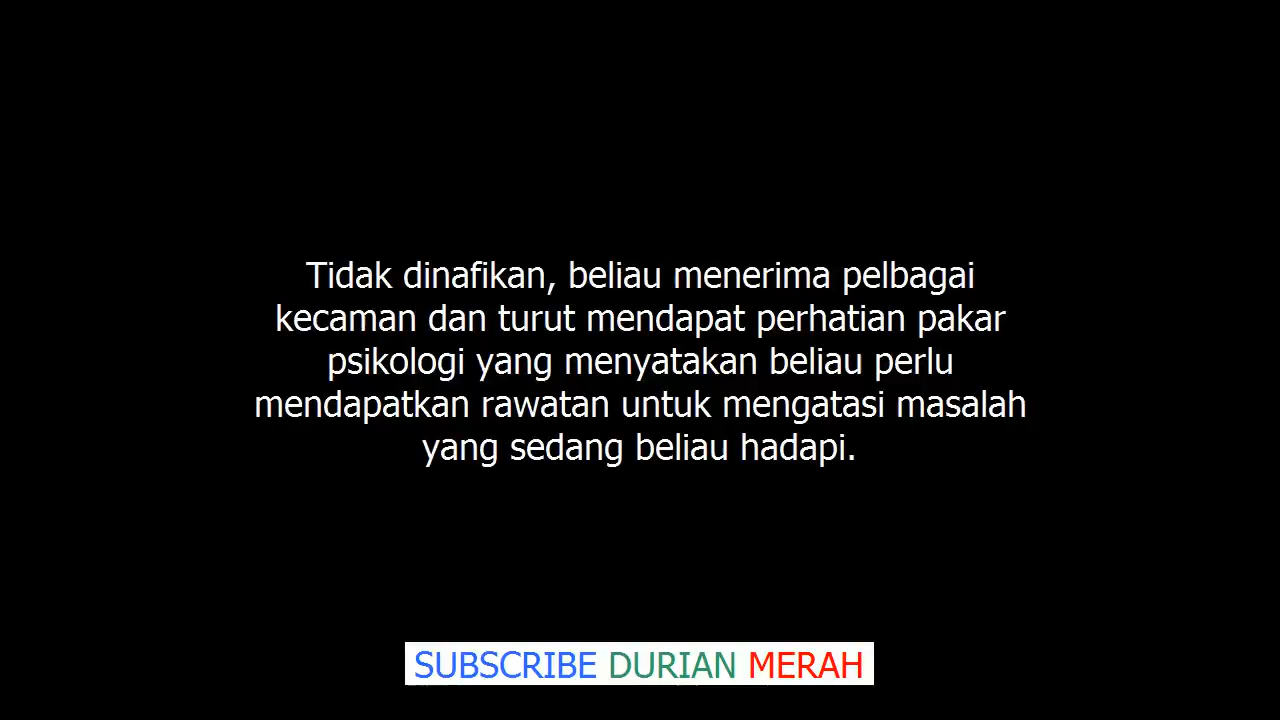 Tidak dinafikan, beliau menerima pelbagai
kecaman dan turut mendapat perhatian pakar
psikologi yang menyatakan beliau perlu
mendapatkan rawatan untuk mengatasi masalah
yang sedang beliau hadapi.
SUBSCRIBE DURIAN MERAH